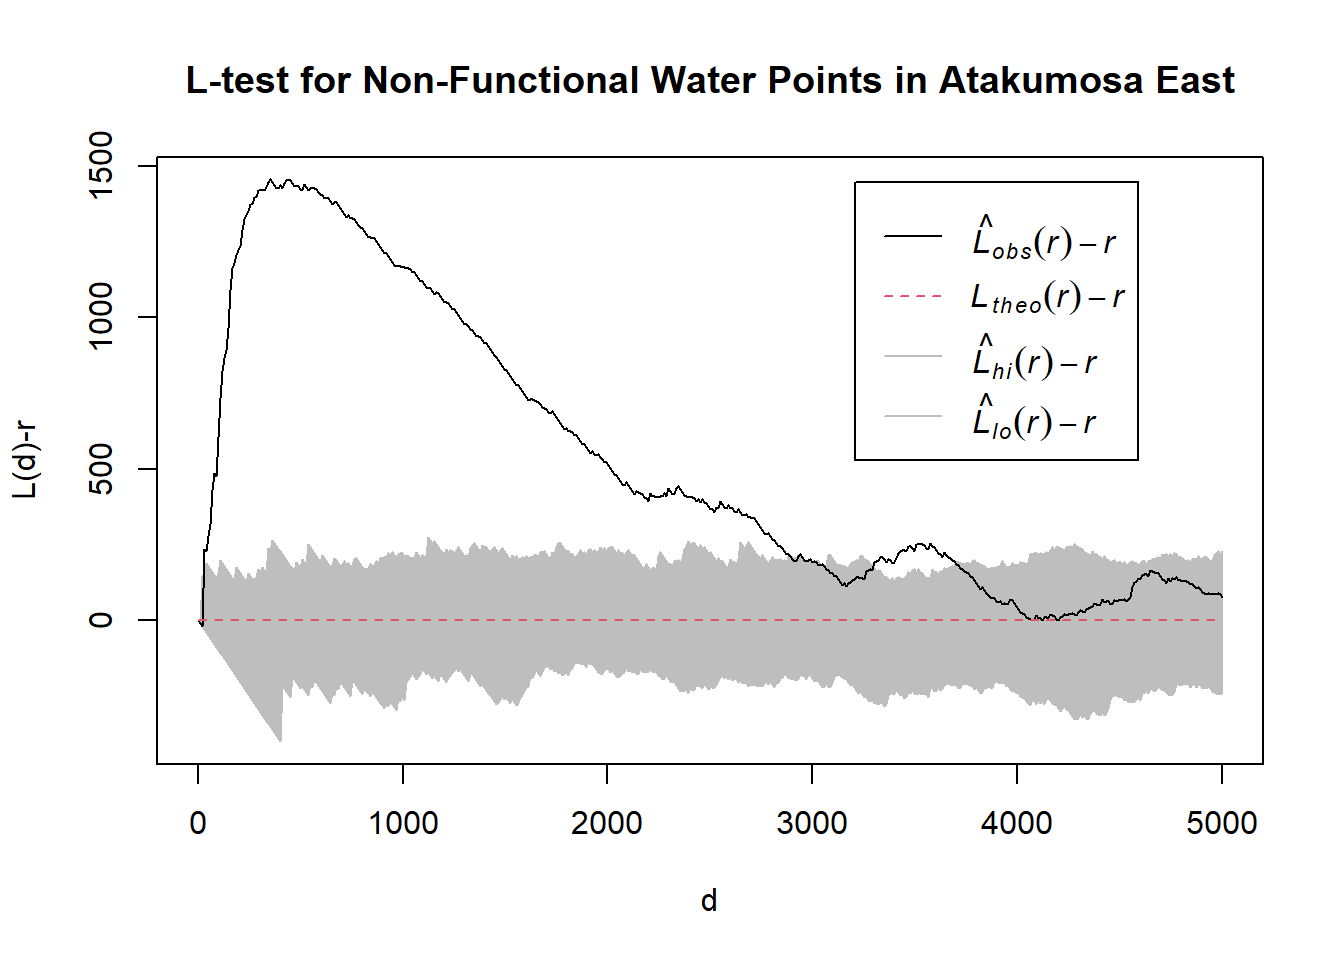 L-test for Non-Functional Water Points in Atakumosa East
L(d)-r
1500
1000
500
0
L̂obs(r) − r
Ltheo(r) − r
L̂hi(r) − r
L̂lo(r) − r
0 1000 2000 3000 4000 5000
d